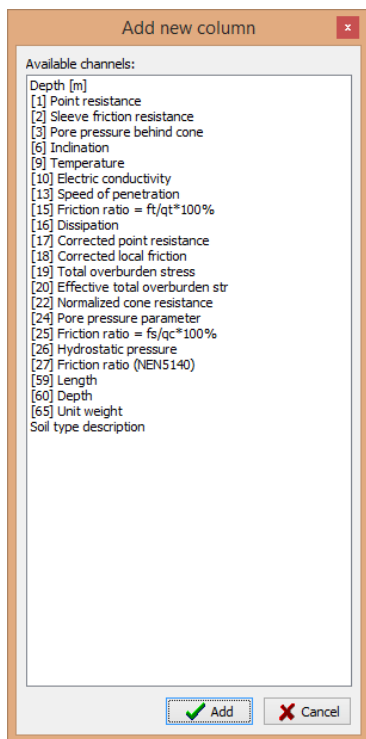 Add new column
x
Available channels:
Depth [m]
[1] Point resistance
[2] Sleeve friction resistance
[3] Pore pressure behind cone
[6] Inclination
[9] Temperature
[10] Electric conductivity
[13] Speed of penetration
[15] Friction ratio = ft/qt*100%
[16] Dissipation
[17] Corrected point resistance
[18] Corrected local friction
[19] Total overburden stress
[20] Effective total overburden str
[22] Normalized cone resistance
[24] Pore pressure parameter
[25] Friction ratio = fs/qc*100%
[26] Hydrostatic pressure
[27] Friction ratio (NEN5140)
[59] Length
[60] Depth
[65] Unit weight
Soil type description
Add
Cancel